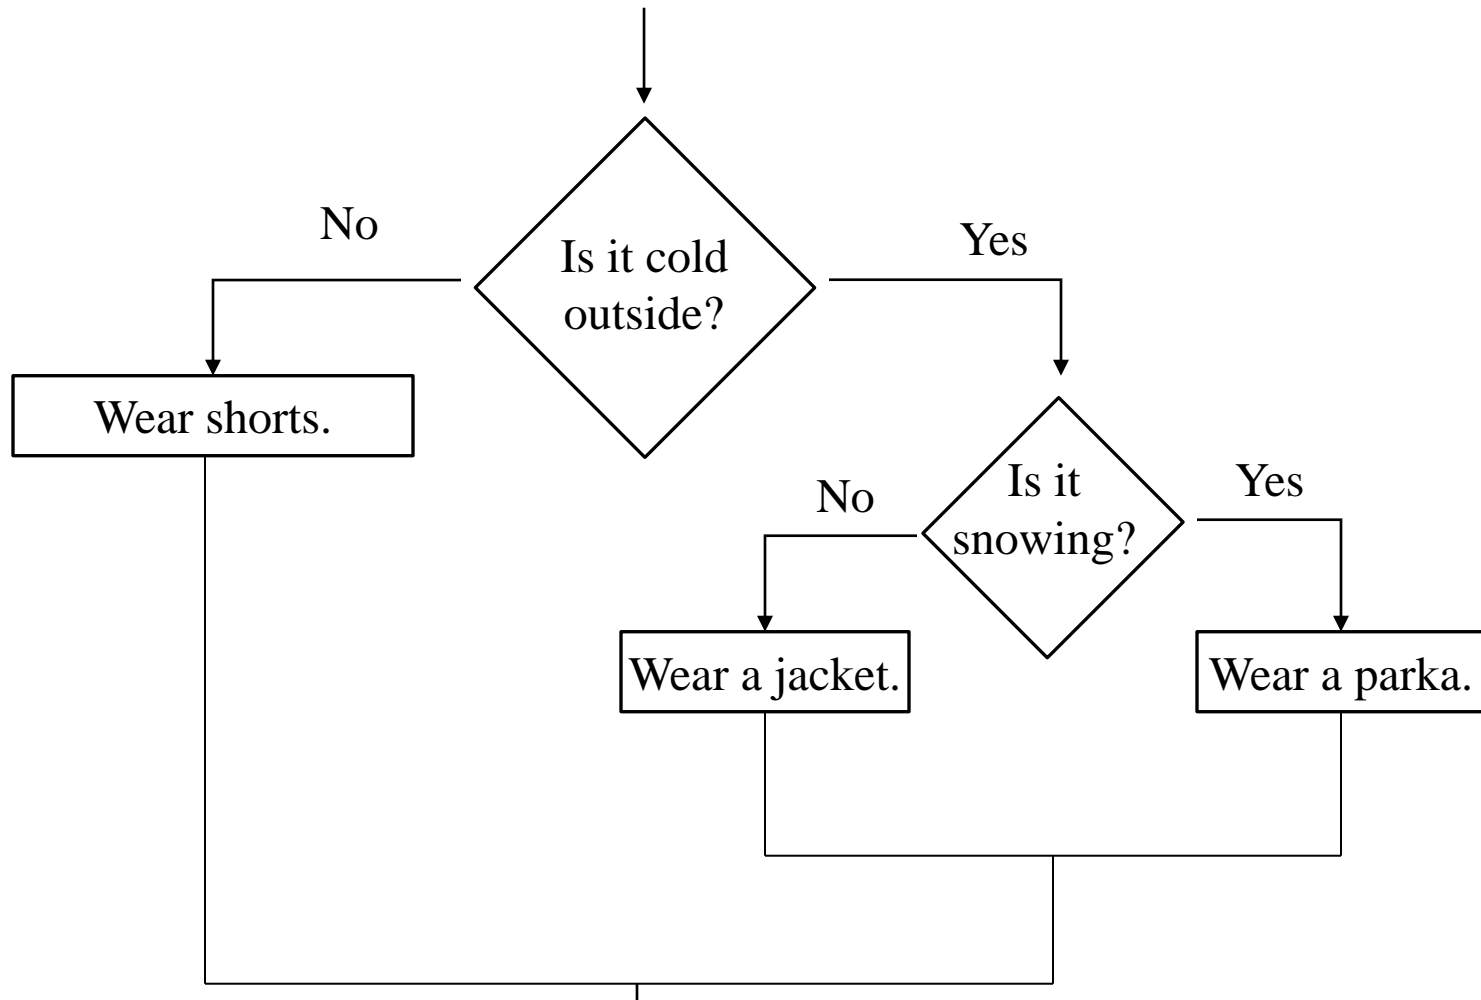 No
Yes
Is it cold
outside?
Wear shorts.
No
Is it
snowing?
Yes
Wear a jacket.
Wear a parka.